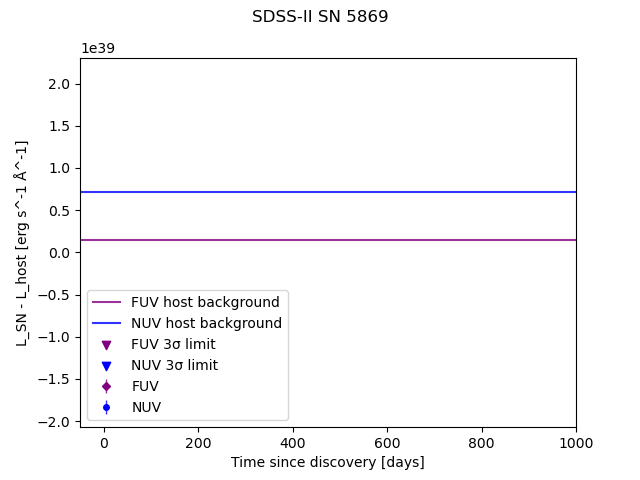 SDSS-II SN 5869
1e39
2.0
1.5
1.0
0.5
0.0
−0.5
−1.0
−1.5
−2.0
L_SN - L_host [erg s^-1 Å^-1]
FUV host background
NUV host background
FUV 3σ limit
NUV 3σ limit
FUV
NUV
0 200 400 600 800 1000
Time since discovery [days]